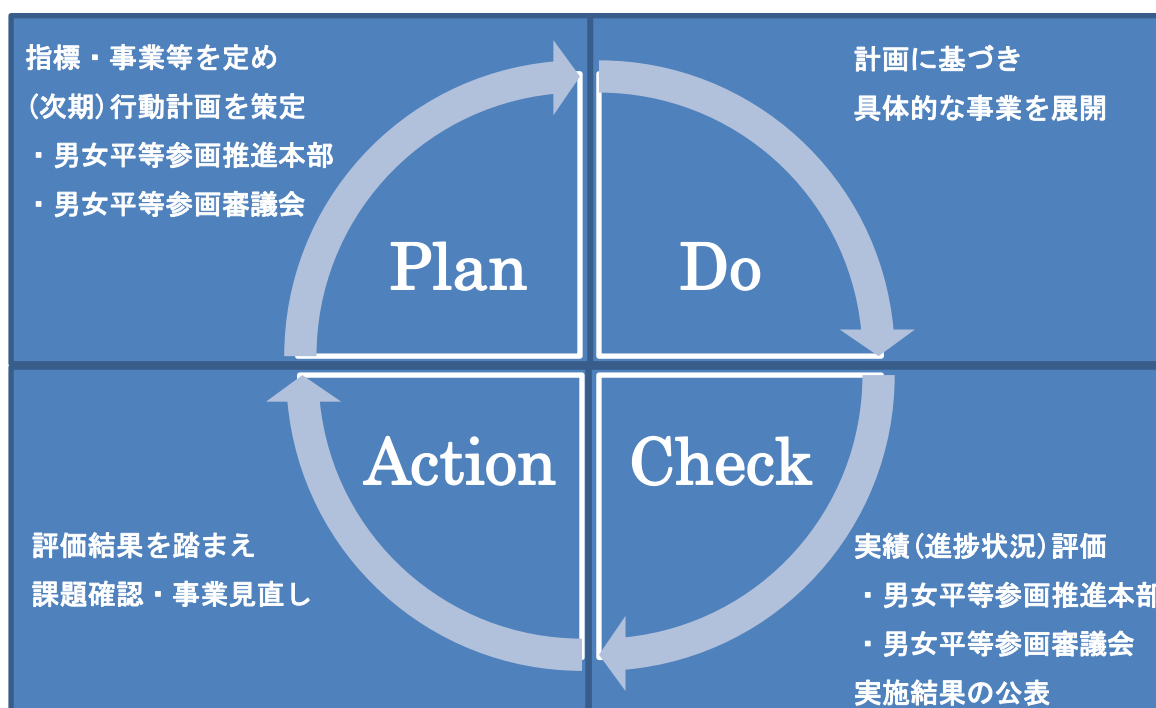 指標・事業等を定め
(次期)行動計画を策定
・男女平等参画推進本部
・男女平等参画審議会
Plan
計画に基づき
具体的な事業を展開
Do
Action
評価結果を踏まえ
課題確認・事業見直し
Check
実績(進捗状況)評価
・男女平等参画推進本部
・男女平等参画審議会
実施結果の公表